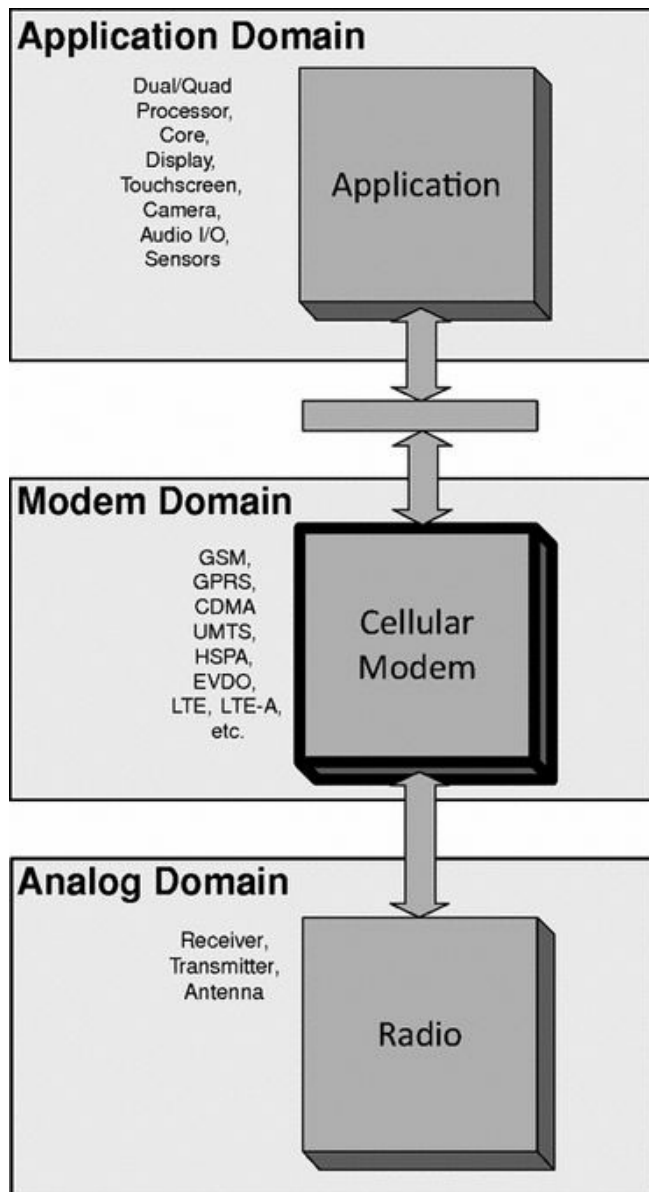 Application Domain
Dual/Quad
Processor,
Core,
Display,
Touchscreen,
Camera,
Audio I/O,
Sensors
Application
Modem Domain
GSM,
GPRS,
CDMA
UMTS,
HSPA,
EVDO,
LTE, LTE-A,
etc.
Cellular
Modem
Analog Domain
Receiver,
Transmitter,
Antenna
Radio